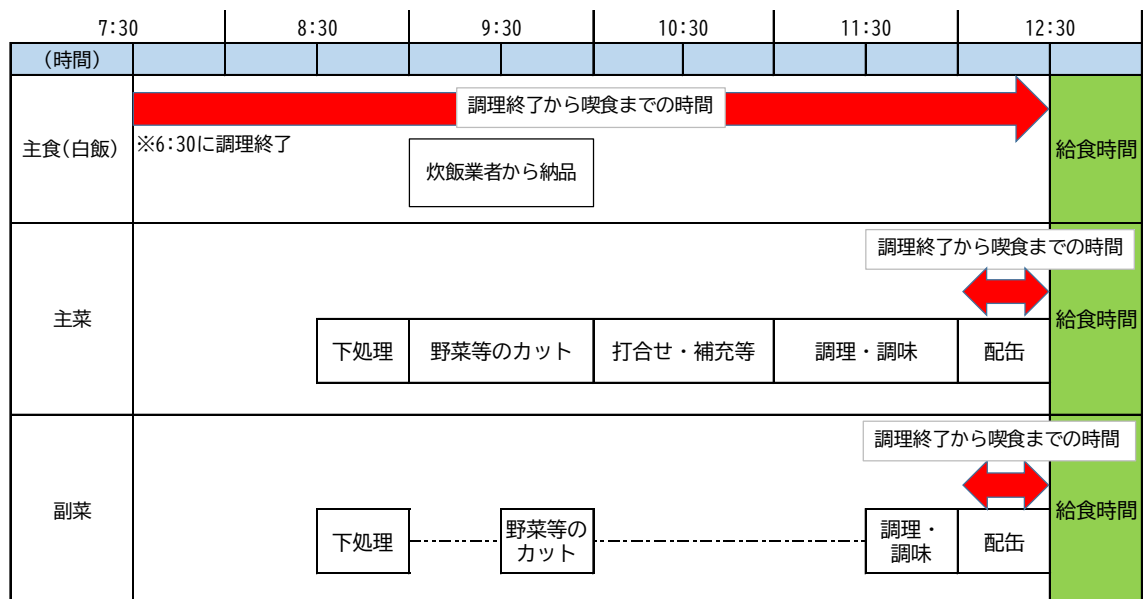 7:30 8:30 9:30 10:30 11:30 12:30
(時間)
調理終了から喫食までの時間
主食(白飯)
※6:30に調理終了
炊飯業者から納品
給食時間
調理終了から喫食までの時間
主菜
下処理
野菜等のカット
打合せ・補充等
調理・調味
配缶
給食時間
調理終了から喫食までの時間
副菜
下処理
野菜等の
カット
調理・
調味
配缶
給食時間